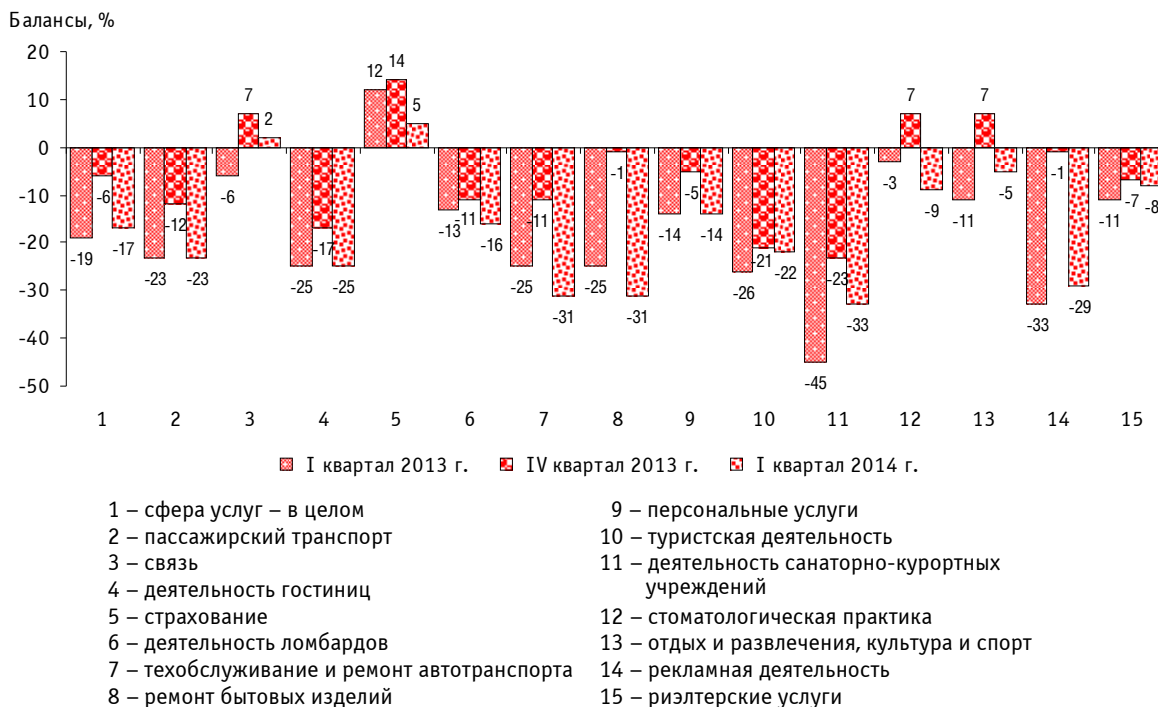 Балансы, %
20
10
0
-10
-20
-30
-40
-50
-19
-6
-17
-23
-12
-23
-6
7
2
-25
-17
-25
12
14
5
-13
-11
-16
-25
-11
-31
-25
-1
-31
-14
-5
-14
-26
-21
-22
-45
-23
-33
-3
7
-9
-11
7
-5
-33
-1
-29
-11
-7
-8
1 2 3 4 5 6 7 8 9 10 11 12 13 14 15
I квартал 2013 г. IV квартал 2013 г. I квартал 2014 г.
1 – сфера услуг – в целом
2 – пассажирский транспорт
3 – связь
4 – деятельность гостиниц
5 – страхование
6 – деятельность ломбардов
7 – техобслуживание и ремонт автотранспорта
8 – ремонт бытовых изделий
9 – персональные услуги
10 – туристская деятельность
11 – деятельность санаторно-курортных
учреждений
12 – стоматологическая практика
13 – отдых и развлечения, культура и спорт
14 – рекламная деятельность
15 – риэлтерские услуги